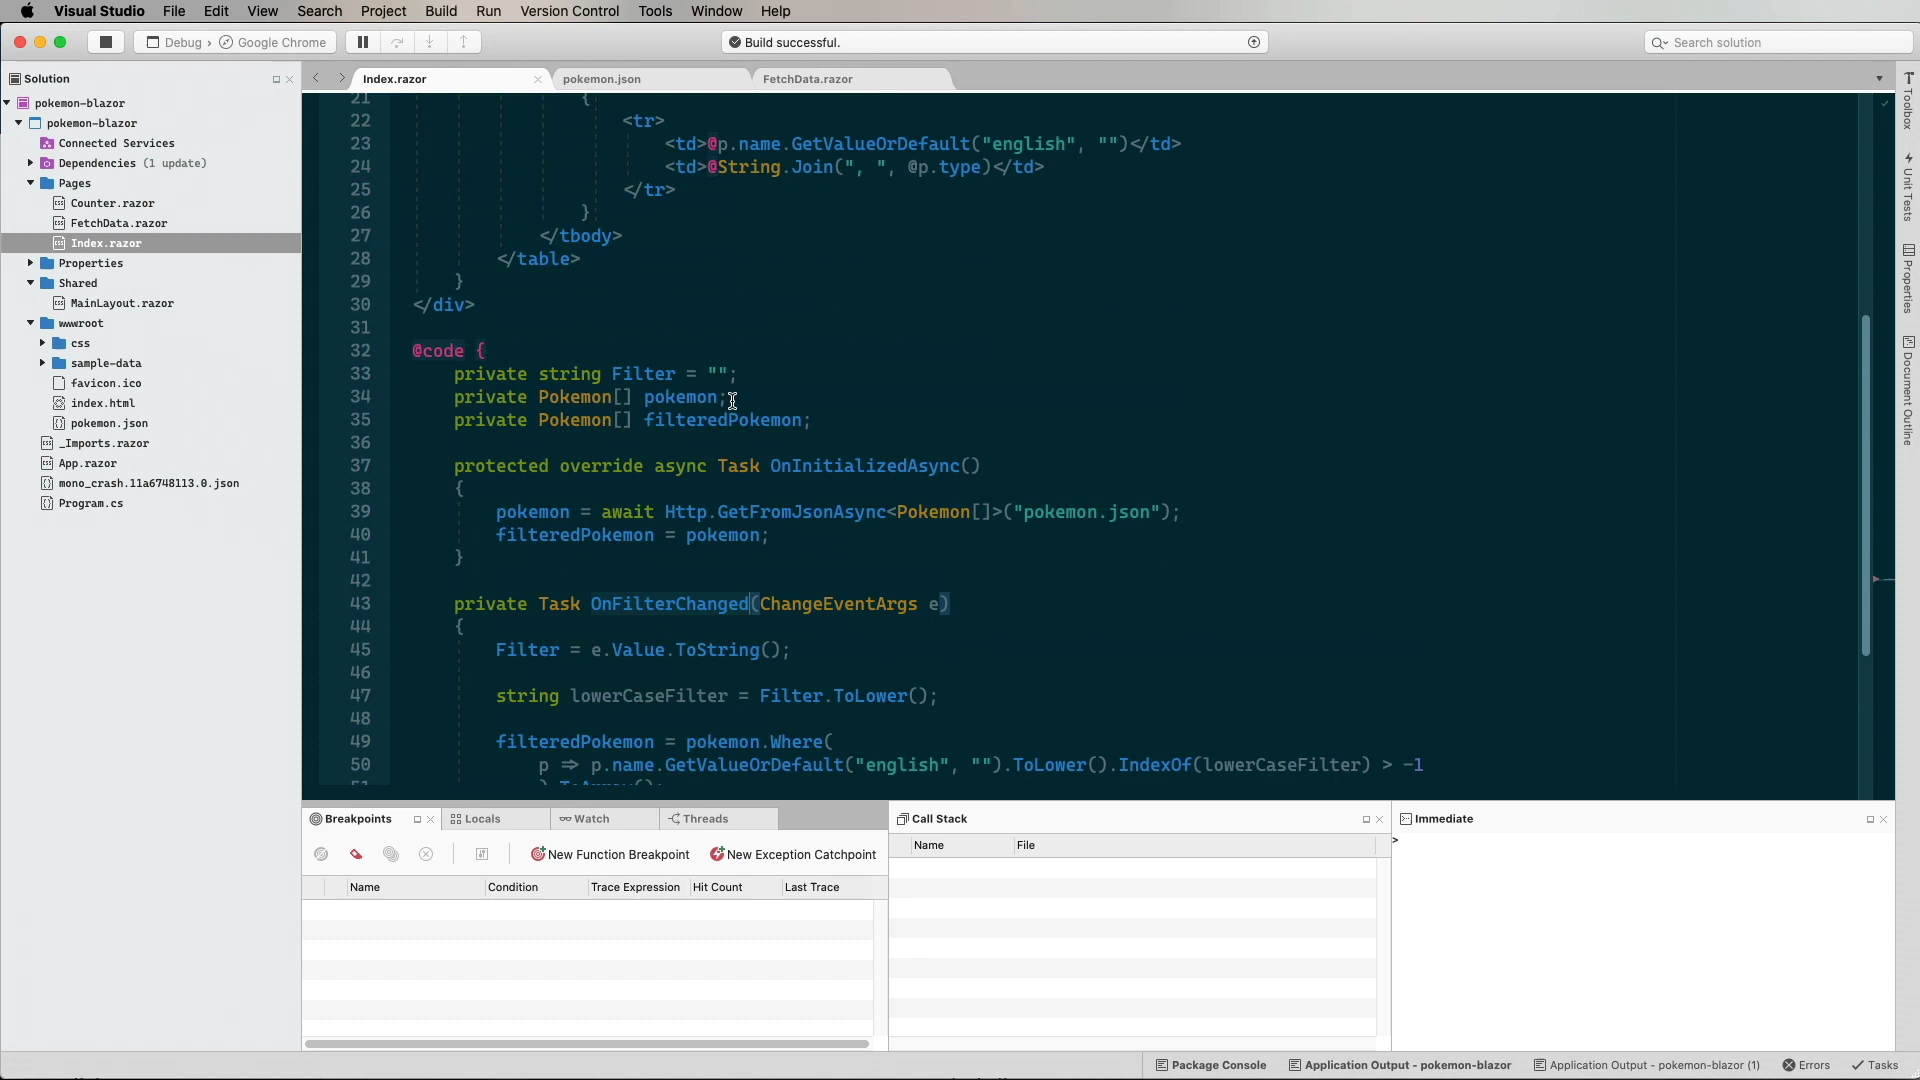 Visual Studio File Edit View Search Project Build Run Version Control Tools Window Help
Debug › Google Chrome
Build successful.
Search solution
Solution
Index.razor
pokemon.json
FetchData.razor
pokemon-blazor
pokemon-blazor
Connected Services
Dependencies (1 update)
Pages
Counter.razor
FetchData.razor
Index.razor
Properties
Shared
MainLayout.razor
wwwroot
css
sample-data
favicon.ico
index.html
pokemon.json
_Imports.razor
App.razor
mono_crash.11a6748113.0.json
Program.cs
21 {
22 <tr>
23 <td>@p.name.GetValueOrDefault("english", "")</td>
24 <td>@String.Join(", ", @p.type)</td>
25 </tr>
26 }
27 </tbody>
28 </table>
29 }
30 </div>
31
32 @code {
33 private string Filter = "";
34 private Pokemon[] pokemon;
35 private Pokemon[] filteredPokemon;
36
37 protected override async Task OnInitializedAsync()
38 {
39 pokemon = await Http.GetFromJsonAsync<Pokemon[]>("pokemon.json");
40 filteredPokemon = pokemon;
41 }
42
43 private Task OnFilterChanged(ChangeEventArgs e)
44 {
45 Filter = e.Value.ToString();
46
47 string lowerCaseFilter = Filter.ToLower();
48
49 filteredPokemon = pokemon.Where(
50 p => p.name.GetValueOrDefault("english", "").ToLower().IndexOf(lowerCaseFilter) > -1
51 ).ToArray();
Toolbox
Unit Tests
Properties
Document Outline
Breakpoints
Locals
Watch
Threads
New Function Breakpoint
New Exception Catchpoint
Name Condition Trace Expression Hit Count Last Trace
Call Stack
Name File
Immediate
>
Package Console
Application Output - pokemon-blazor
Application Output - pokemon-blazor (1)
Errors
Tasks